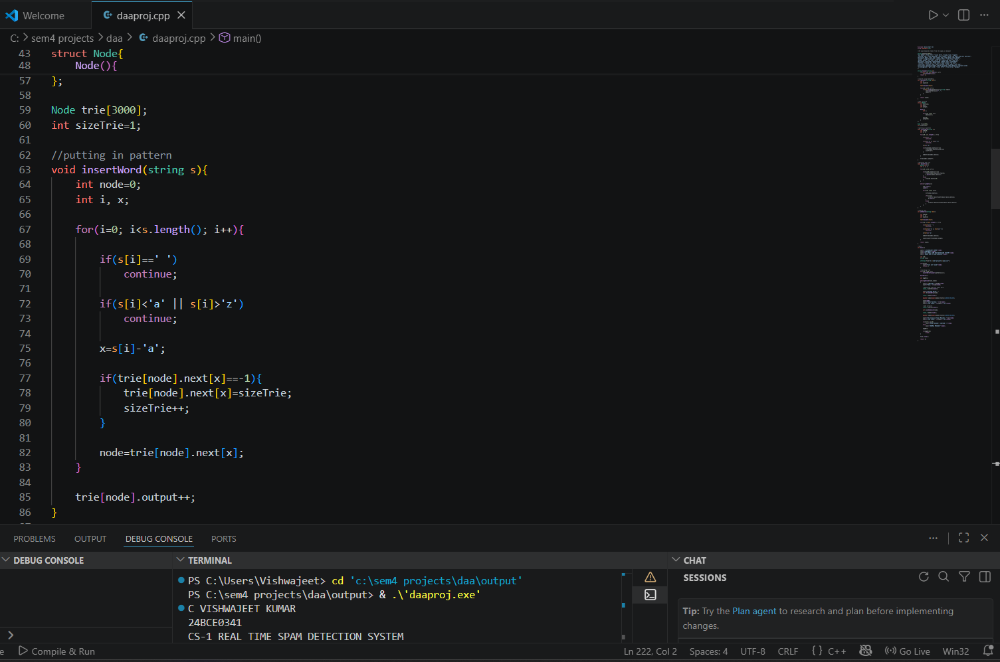 Welcome
daaproj.cpp
C: > sem4 projects > daa > daaproj.cpp > main()
43 struct Node{
48 Node(){
57 };
58
59 Node trie[3000];
60 int sizeTrie=1;
61
62 //putting in pattern
63 void insertWord(string s){
64 int node=0;
65 int i, x;
66
67 for(i=0; i<s.length(); i++){
68
69 if(s[i]==' ')
70 continue;
71
72 if(s[i]<'a' || s[i]>'z')
73 continue;
74
75 x=s[i]-'a';
76
77 if(trie[node].next[x]==-1){
78 trie[node].next[x]=sizeTrie;
79 sizeTrie++;
80 }
81
82 node=trie[node].next[x];
83 }
84
85 trie[node].output++;
86 }
PROBLEMS OUTPUT DEBUG CONSOLE PORTS
DEBUG CONSOLE
TERMINAL
PS C:\Users\Vishwajeet> cd 'c:\sem4 projects\daa\output'
PS C:\sem4 projects\daa\output> & .\'daaproj.exe'
C VISHWAJEET KUMAR
24BCE0341
CS-1 REAL TIME SPAM DETECTION SYSTEM
CHAT
SESSIONS
Tip: Try the Plan agent to research and plan before implementing
changes.
Compile & Run
Ln 222, Col 2 Spaces: 4 UTF-8 CRLF {} C++ Go Live Win32